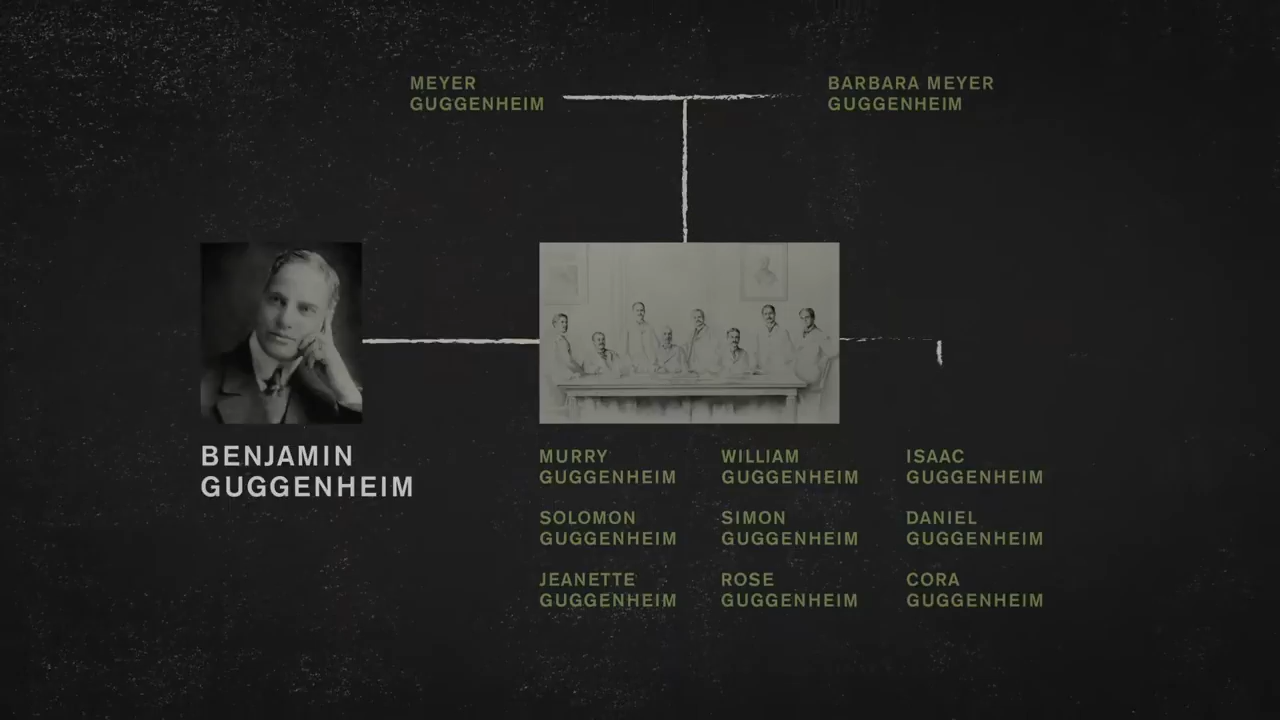 MEYER
GUGGENHEIM
BARBARA MEYER
GUGGENHEIM
BENJAMIN
GUGGENHEIM
MURRY
GUGGENHEIM
WILLIAM
GUGGENHEIM
ISAAC
GUGGENHEIM
SOLOMON
GUGGENHEIM
SIMON
GUGGENHEIM
DANIEL
GUGGENHEIM
JEANETTE
GUGGENHEIM
ROSE
GUGGENHEIM
CORA
GUGGENHEIM